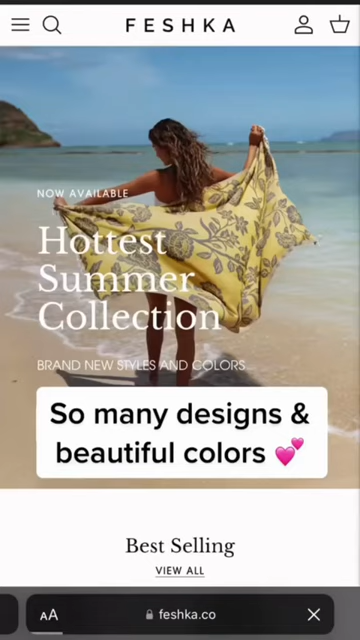 FESHKA
NOW AVAILABLE
Hottest
Summer
Collection
BRAND NEW STYLES AND COLORS
So many designs &
beautiful colors 💕
Best Selling
VIEW ALL
AA
feshka.co